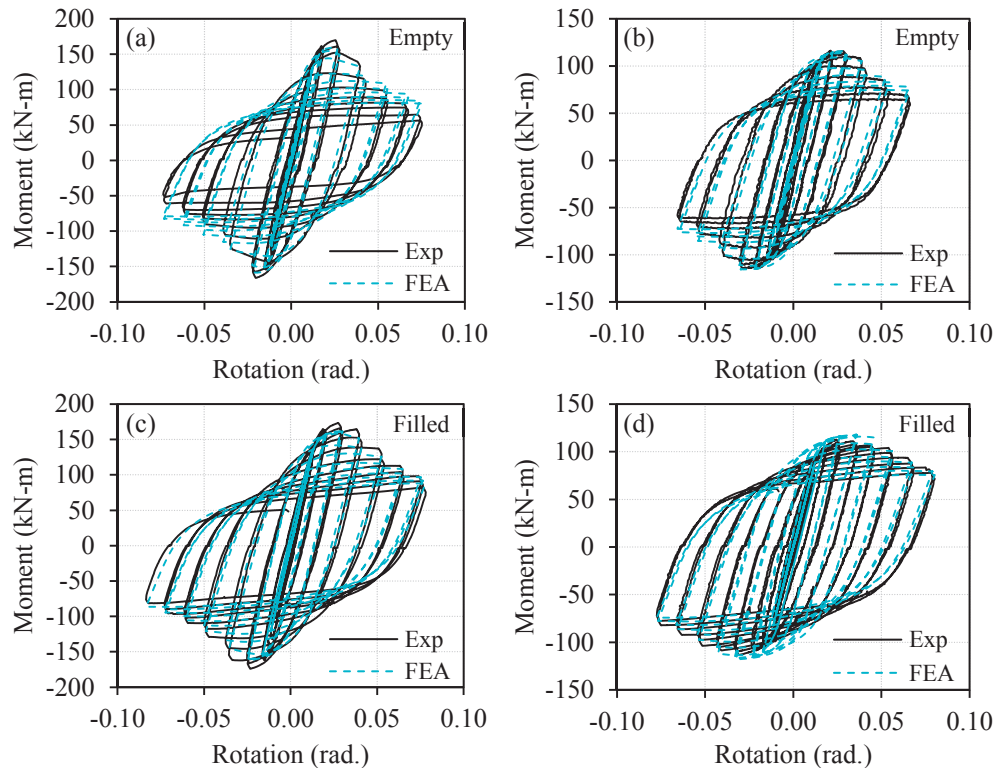 (a) Empty
Moment (kN-m)
200
150
100
50
0
-50
-100
-150
-200
Exp
FEA
-0.10 -0.05 0.00 0.05 0.10
Rotation (rad.)
(b) Empty
Moment (kN-m)
150
100
50
0
-50
-100
-150
Exp
FEA
-0.10 -0.05 0.00 0.05 0.10
Rotation (rad.)
(c) Filled
Moment (kN-m)
200
150
100
50
0
-50
-100
-150
-200
Exp
FEA
-0.10 -0.05 0.00 0.05 0.10
Rotation (rad.)
(d) Filled
Moment (kN-m)
150
100
50
0
-50
-100
-150
Exp
FEA
-0.10 -0.05 0.00 0.05 0.10
Rotation (rad.)